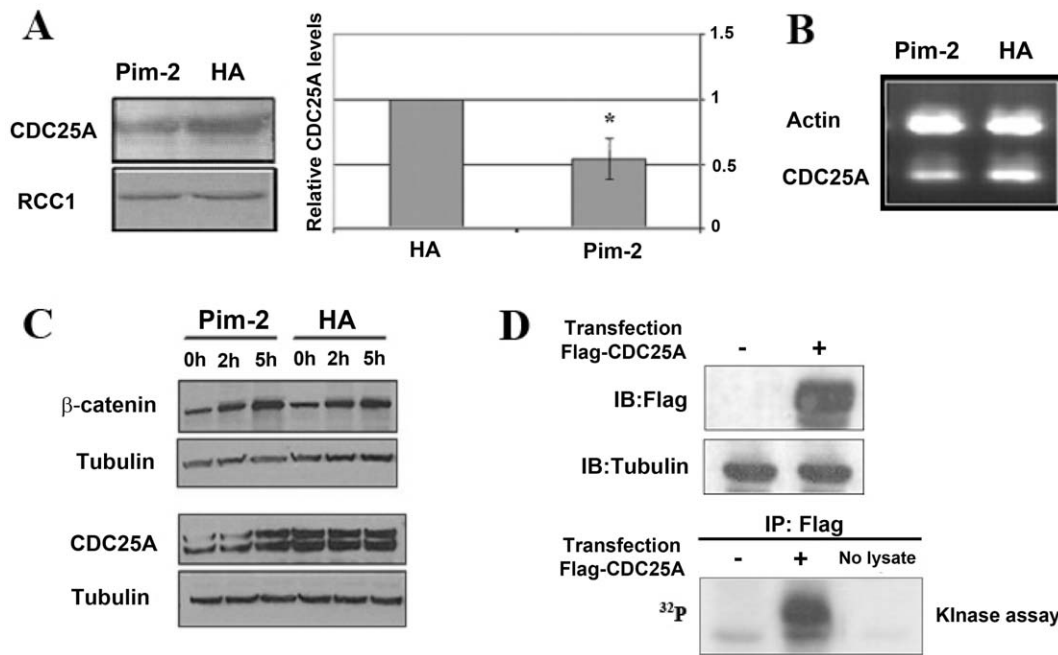 A
Pim-2 HA
CDC25A
RCC1
Relative CDC25A levels
1.5
1
0.5
0
*
HA Pim-2
B
Pim-2 HA
Actin
CDC25A
C
Pim-2 HA
0h 2h 5h 0h 2h 5h
β-catenin
Tubulin
CDC25A
Tubulin
D
Transfection
Flag-CDC25A - +
IB:Flag
IB:Tubulin
IP: Flag
Transfection
Flag-CDC25A - + No lysate
³²P KInase assay